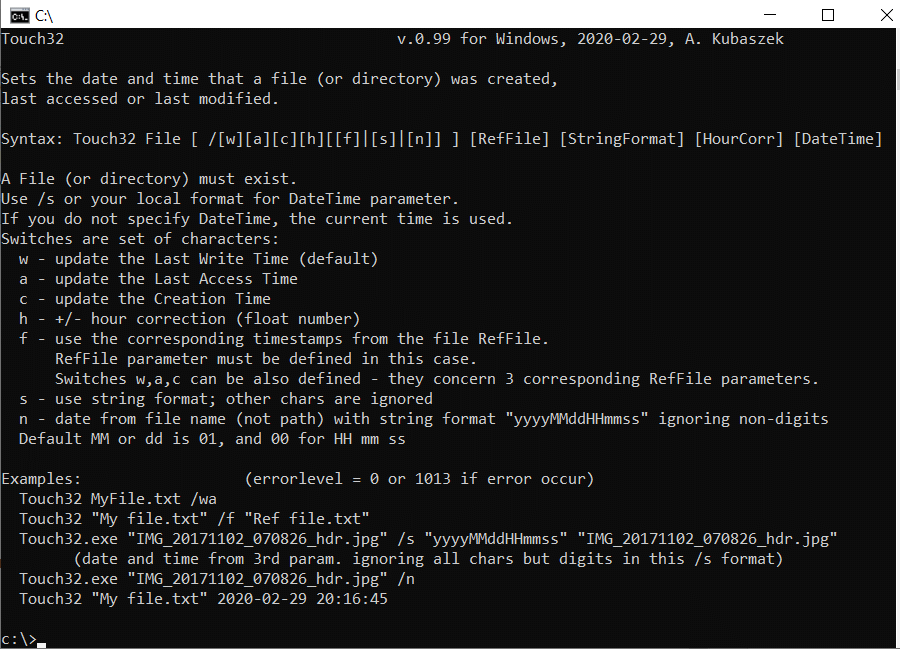 C:\
Touch32 v.0.99 for Windows, 2020-02-29, A. Kubaszek
Sets the date and time that a file (or directory) was created,
last accessed or last modified.
Syntax: Touch32 File [ /[w][a][c][h][[f]|[s]|[n]] ] [RefFile] [StringFormat] [HourCorr] [DateTime]
A File (or directory) must exist.
Use /s or your local format for DateTime parameter.
If you do not specify DateTime, the current time is used.
Switches are set of characters:
w - update the Last Write Time (default)
a - update the Last Access Time
c - update the Creation Time
h - +/- hour correction (float number)
f - use the corresponding timestamps from the file RefFile.
RefFile parameter must be defined in this case.
Switches w,a,c can be also defined - they concern 3 corresponding RefFile parameters.
s - use string format; other chars are ignored
n - date from file name (not path) with string format "yyyyMMddHHmmss" ignoring non-digits
Default MM or dd is 01, and 00 for HH mm ss
Examples: (errorlevel = 0 or 1013 if error occur)
Touch32 MyFile.txt /wa
Touch32 "My file.txt" /f "Ref file.txt"
Touch32.exe "IMG_20171102_070826_hdr.jpg" /s "yyyyMMddHHmmss" "IMG_20171102_070826_hdr.jpg"
(date and time from 3rd param. ignoring all chars but digits in this /s format)
Touch32.exe "IMG_20171102_070826_hdr.jpg" /n
Touch32 "My file.txt" 2020-02-29 20:16:45
c:\>